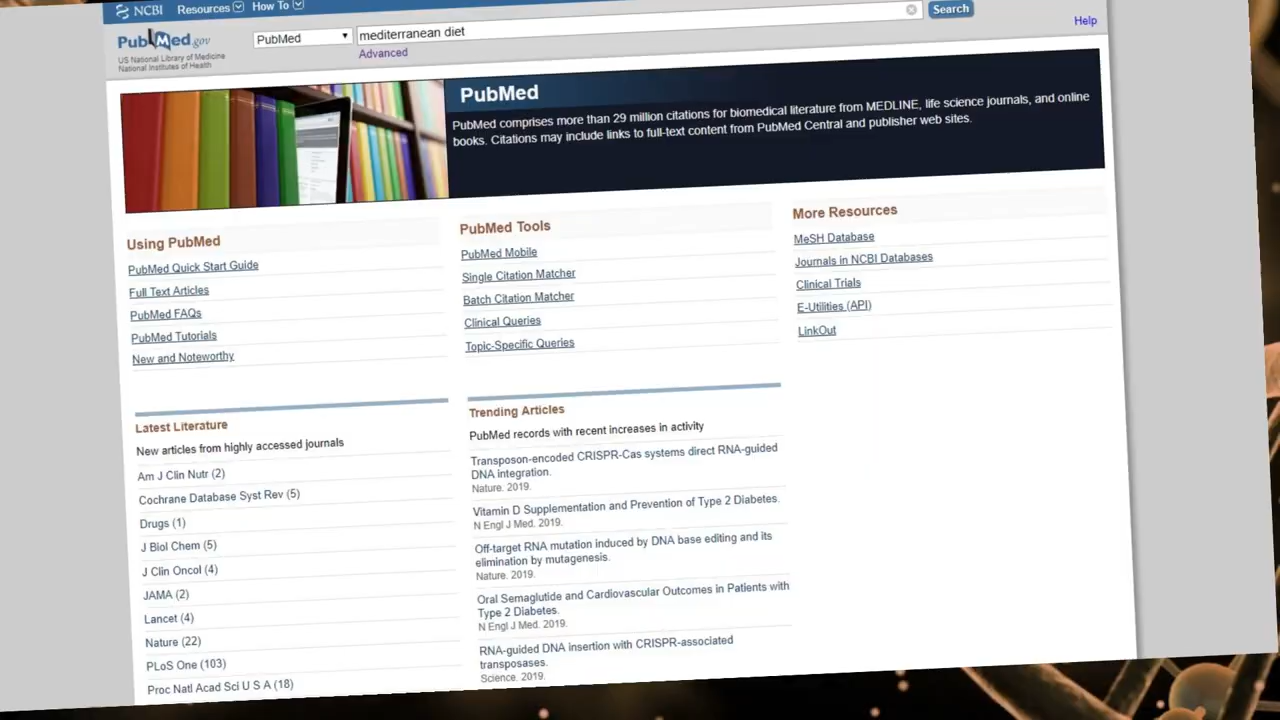 NCBI Resources How To
PubMed.gov
US National Library of Medicine
National Institutes of Health
PubMed
mediterranean diet
Search
Advanced
Help
PubMed
PubMed comprises more than 29 million citations for biomedical literature from MEDLINE, life science journals, and online
books. Citations may include links to full-text content from PubMed Central and publisher web sites.
Using PubMed
PubMed Quick Start Guide
Full Text Articles
PubMed FAQs
PubMed Tutorials
New and Noteworthy
PubMed Tools
PubMed Mobile
Single Citation Matcher
Batch Citation Matcher
Clinical Queries
Topic-Specific Queries
More Resources
MeSH Database
Journals in NCBI Databases
Clinical Trials
E-Utilities (API)
LinkOut
Latest Literature
New articles from highly accessed journals
Am J Clin Nutr (2)
Cochrane Database Syst Rev (5)
Drugs (1)
J Biol Chem (5)
J Clin Oncol (4)
JAMA (2)
Lancet (4)
Nature (22)
PLoS One (103)
Proc Natl Acad Sci U S A (18)
Trending Articles
PubMed records with recent increases in activity
Transposon-encoded CRISPR-Cas systems direct RNA-guided
DNA integration.
Nature. 2019.
Vitamin D Supplementation and Prevention of Type 2 Diabetes.
N Engl J Med. 2019.
Off-target RNA mutation induced by DNA base editing and its
elimination by mutagenesis.
Nature. 2019.
Oral Semaglutide and Cardiovascular Outcomes in Patients with
Type 2 Diabetes.
N Engl J Med. 2019.
RNA-guided DNA insertion with CRISPR-associated
transposases.
Science. 2019.